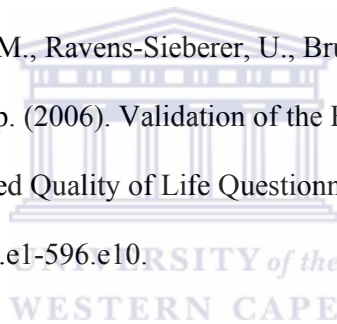 M., Ravens-Sieberer, U., Bru
p. (2006). Validation of the
ed Quality of Life Questionn
.e1-596.e10.
UNIVERSITY of the
WESTERN CAPE